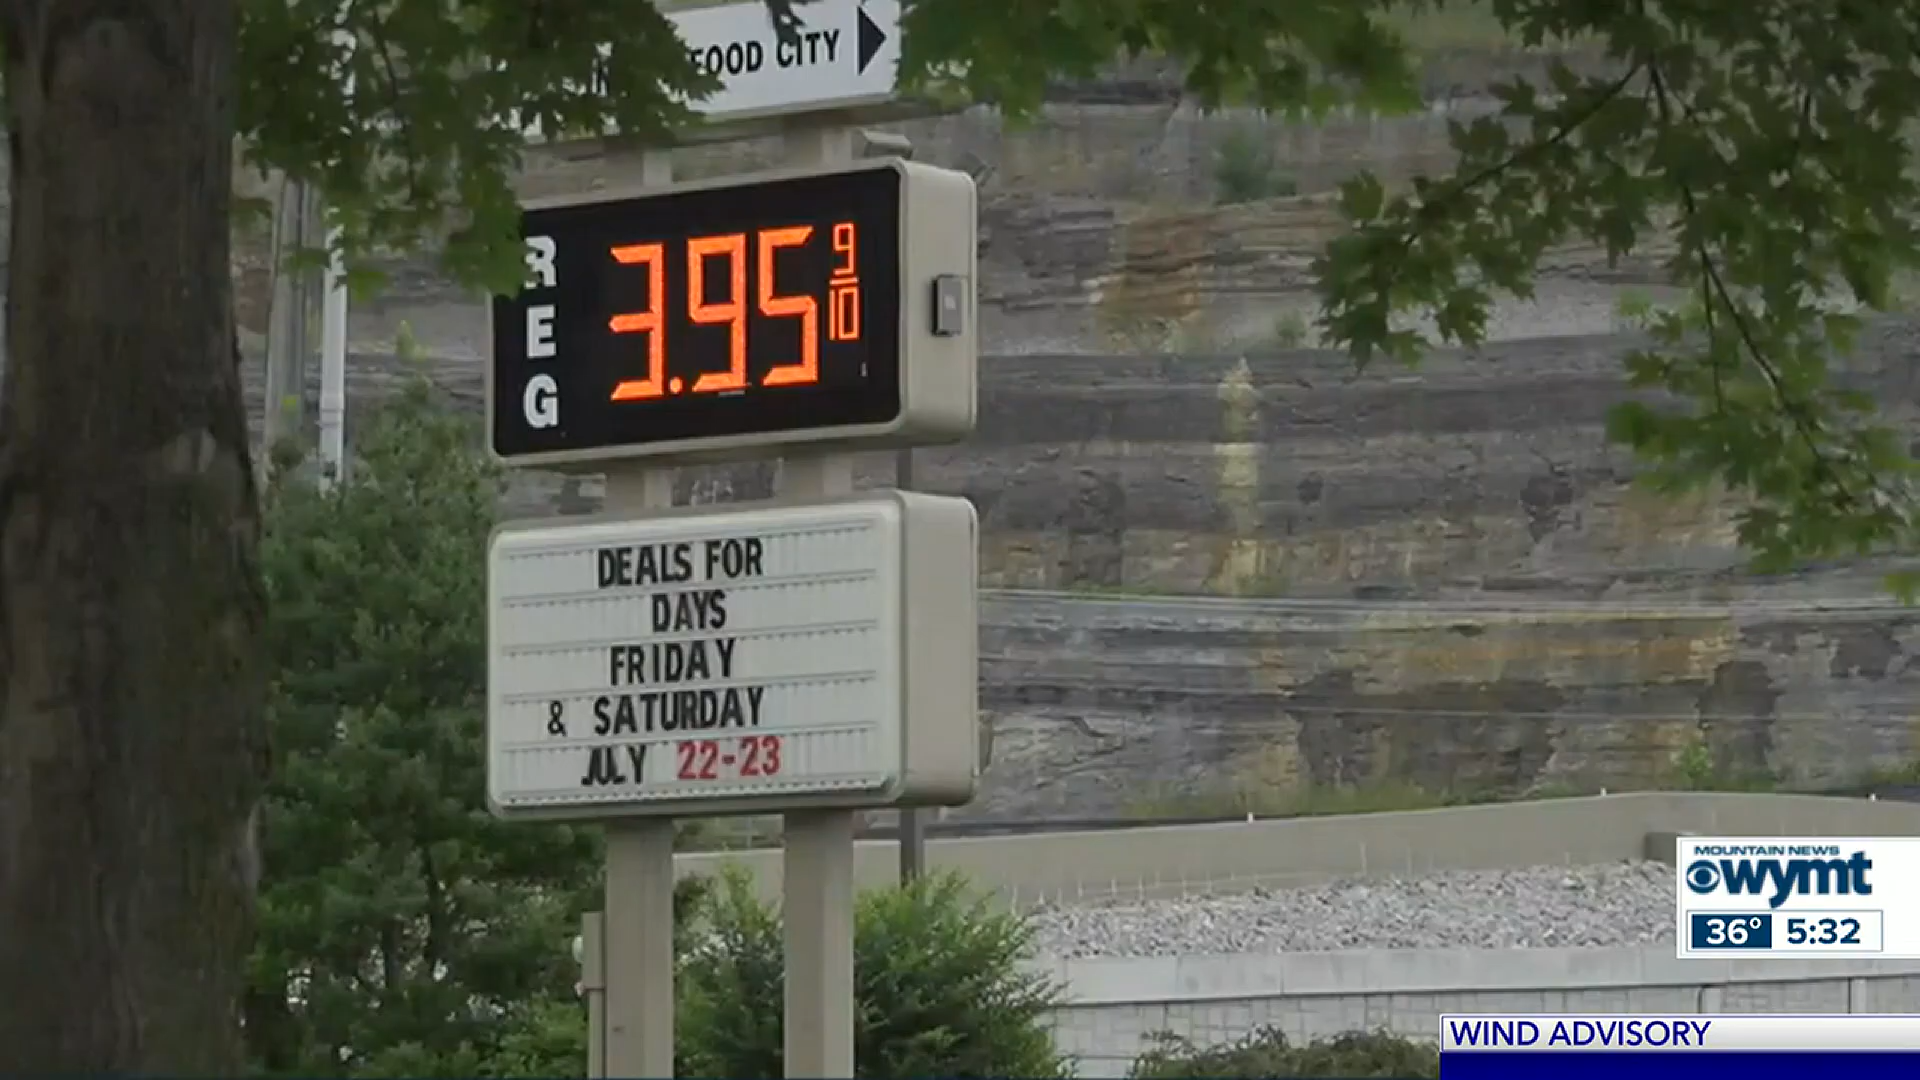 FOOD CITY
REG
3.95 9/10
DEALS FOR
DAYS
FRIDAY
& SATURDAY
JULY 22-23
MOUNTAIN NEWS
wymt
36° 5:32
WIND ADVISORY